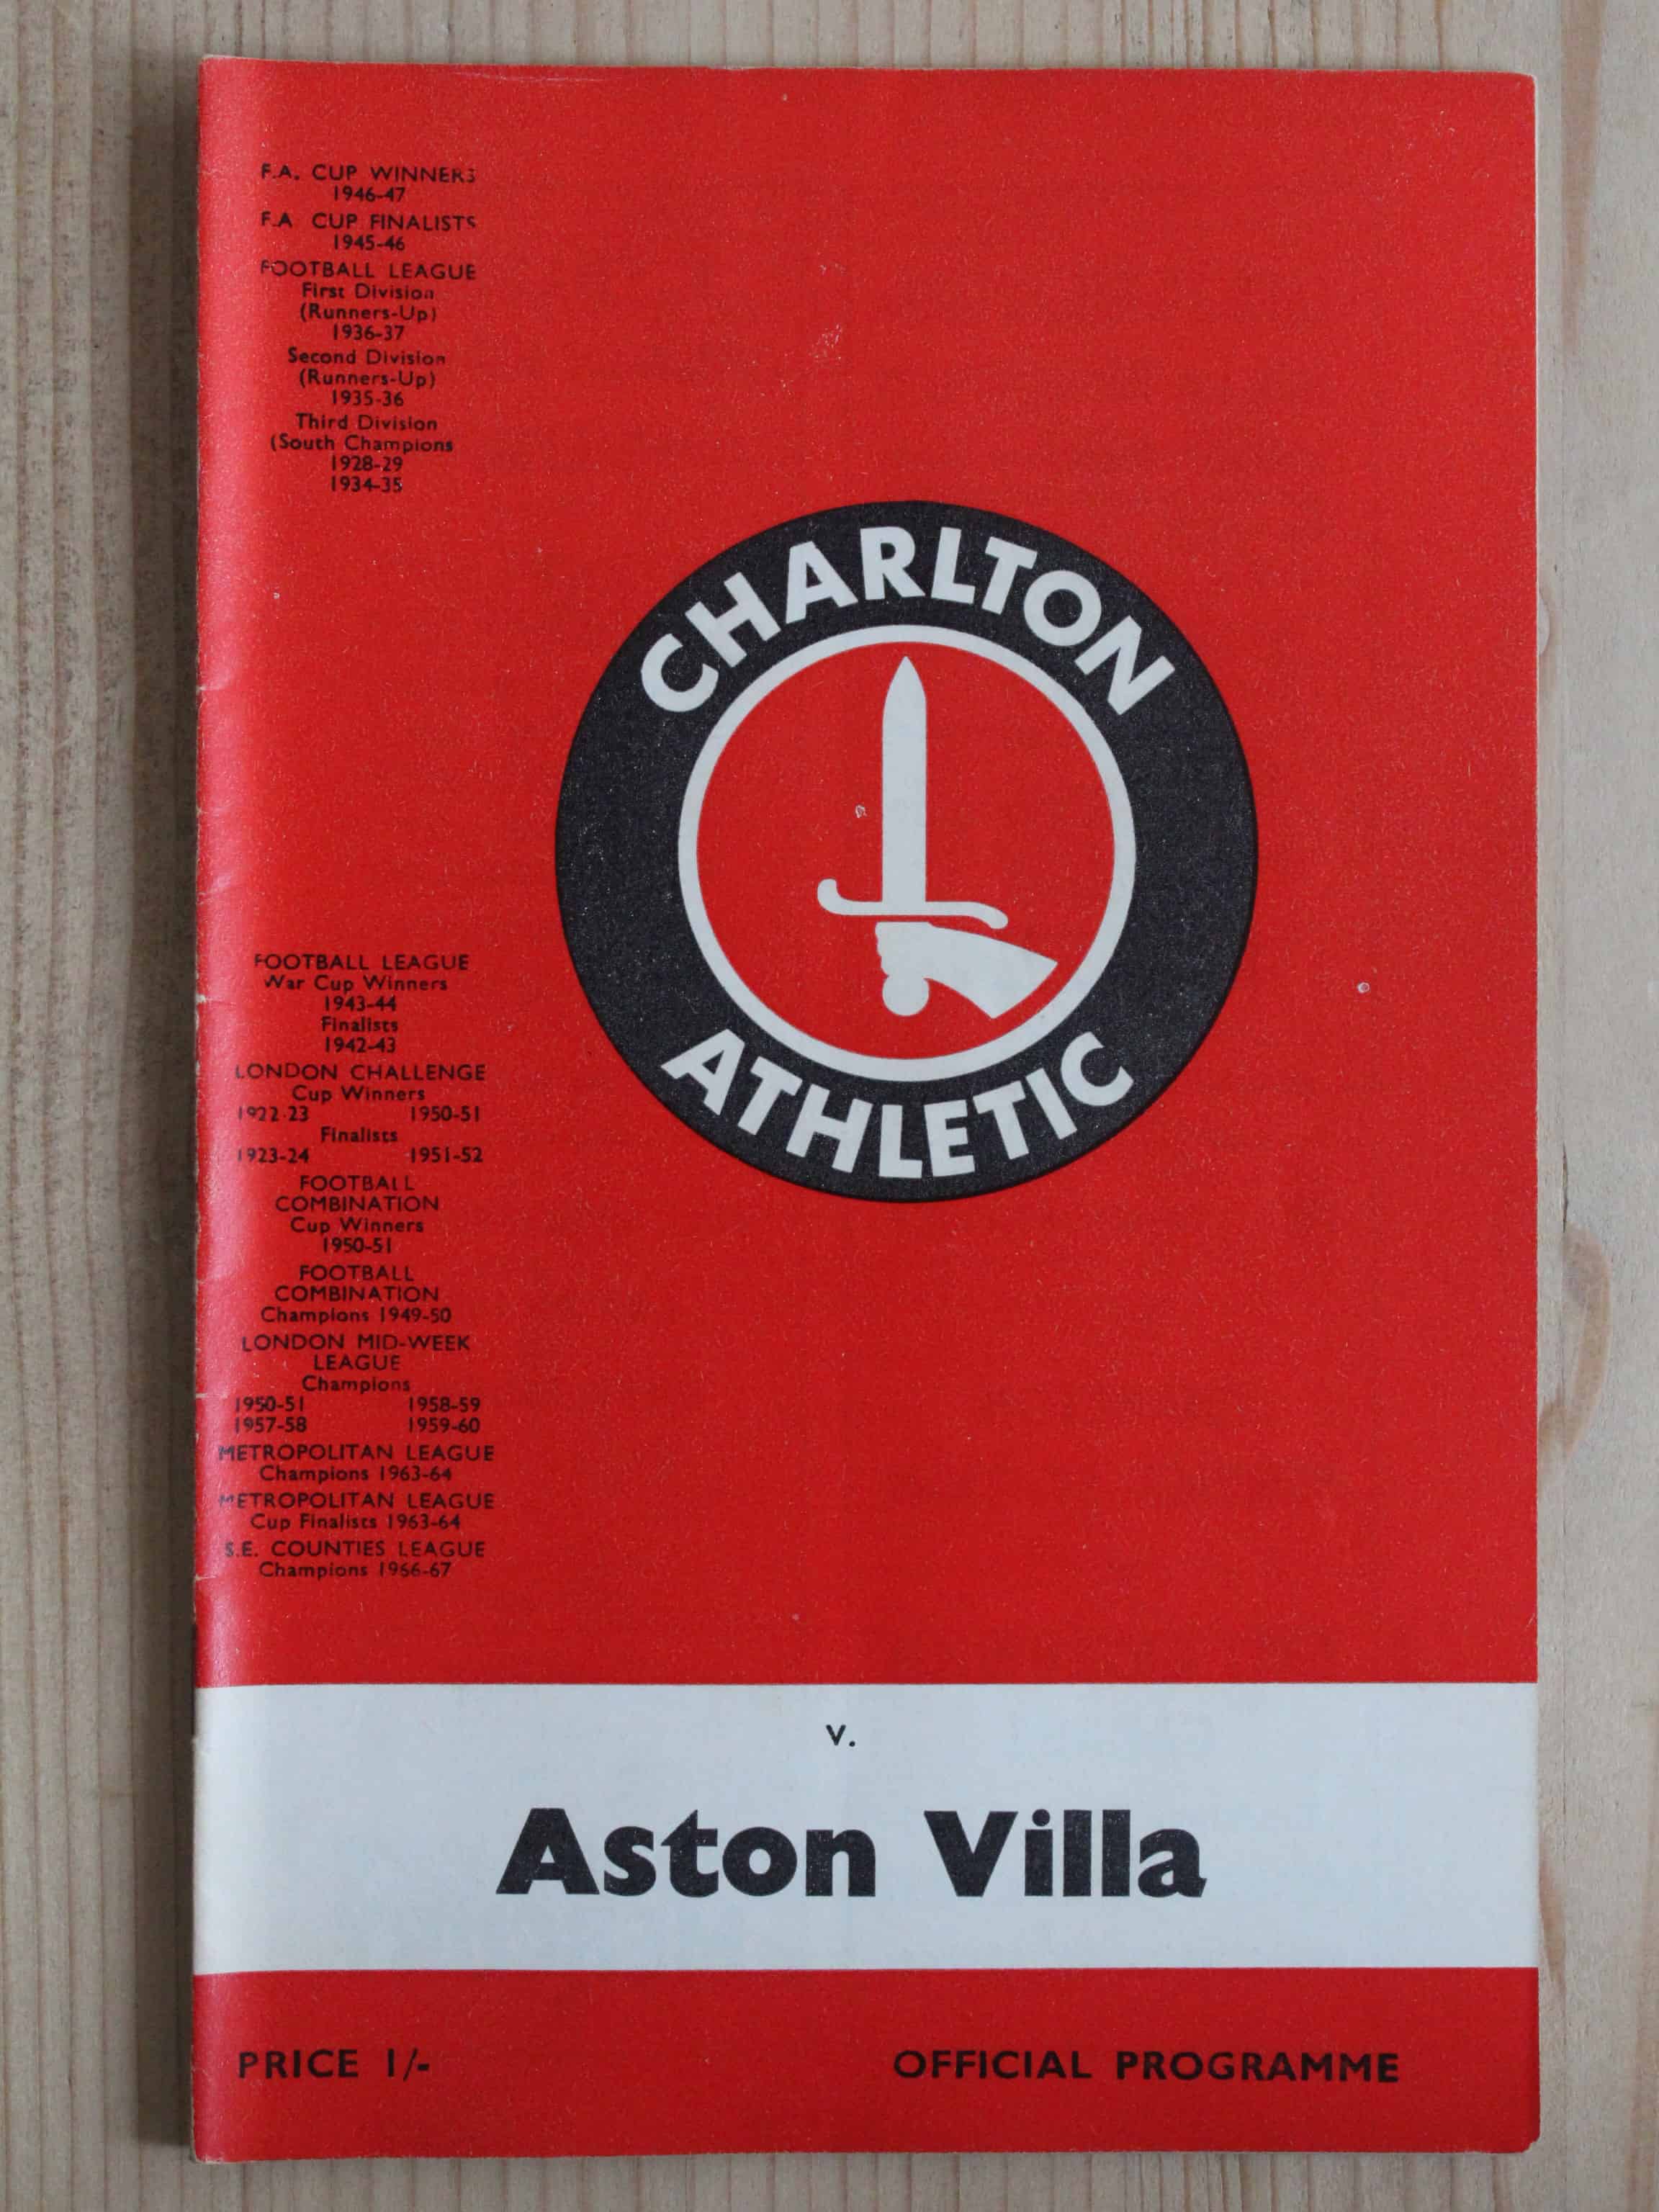 F.A. CUP WINNERS
1946-47
F.A CUP FINALISTS
1945-46
FOOTBALL LEAGUE
First Division
(Runners-Up)
1936-37
Second Division
(Runners-Up)
1935-36
Third Division
(South Champions
1928-29
1934-35
CHARLTON
ATHLETIC
FOOTBALL LEAGUE
War Cup Winners
1943-44
Finalists
1942-43
LONDON CHALLENGE
Cup Winners
1922-23 1950-51
Finalists
1923-24 1951-52
FOOTBALL
COMBINATION
Cup Winners
1950-51
FOOTBALL
COMBINATION
Champions 1949-50
LONDON MID-WEEK
LEAGUE
Champions
1950-51 1958-59
1957-58 1959-60
METROPOLITAN LEAGUE
Champions 1963-64
METROPOLITAN LEAGUE
Cup Finalists 1963-64
S.E. COUNTIES LEAGUE
Champions 1966-67
v.
Aston Villa
PRICE 1/-
OFFICIAL PROGRAMME